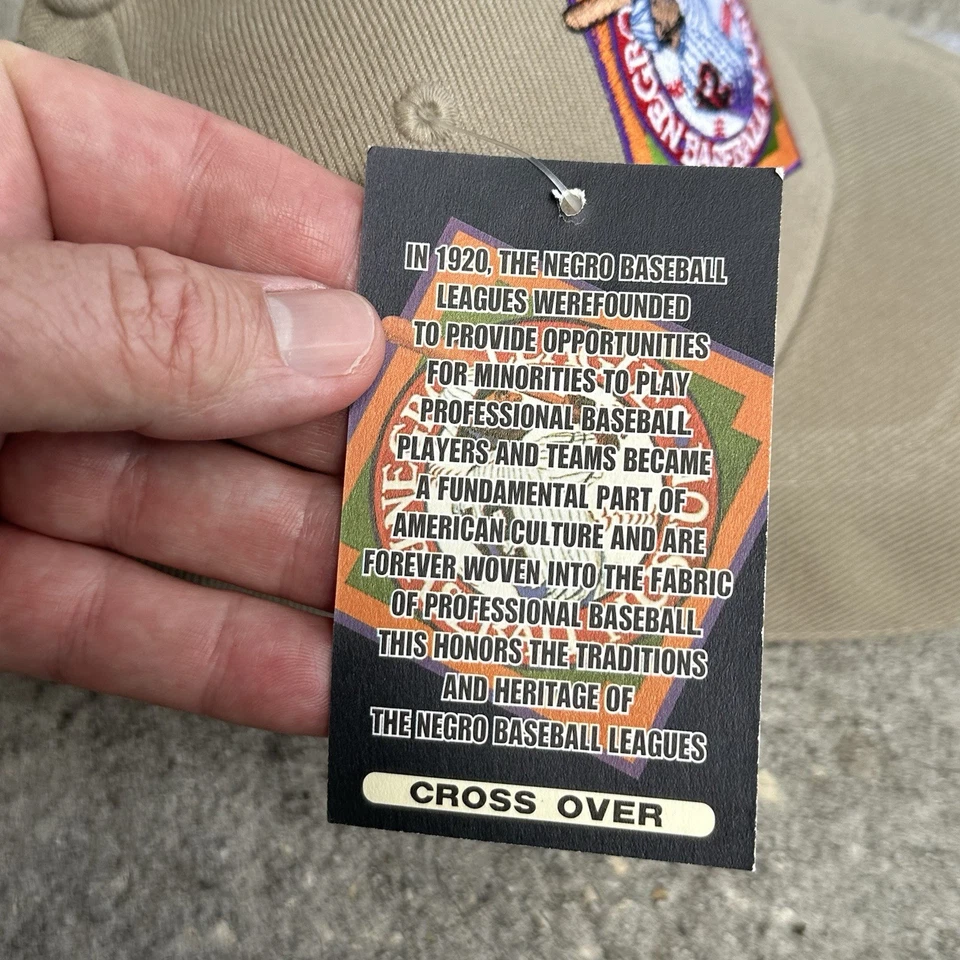 IN 1920, THE NEGRO BASEBALL
LEAGUES WEREFOUNDED
TO PROVIDE OPPORTUNITIES
FOR MINORITIES TO PLAY
PROFESSIONAL BASEBALL.
PLAYERS AND TEAMS BECAME
A FUNDAMENTAL PART OF
AMERICAN CULTURE AND ARE
FOREVER WOVEN INTO THE FABRIC
OF PROFESSIONAL BASEBALL.
THIS HONORS THE TRADITIONS
AND HERITAGE OF
THE NEGRO BASEBALL LEAGUES
CROSS OVER